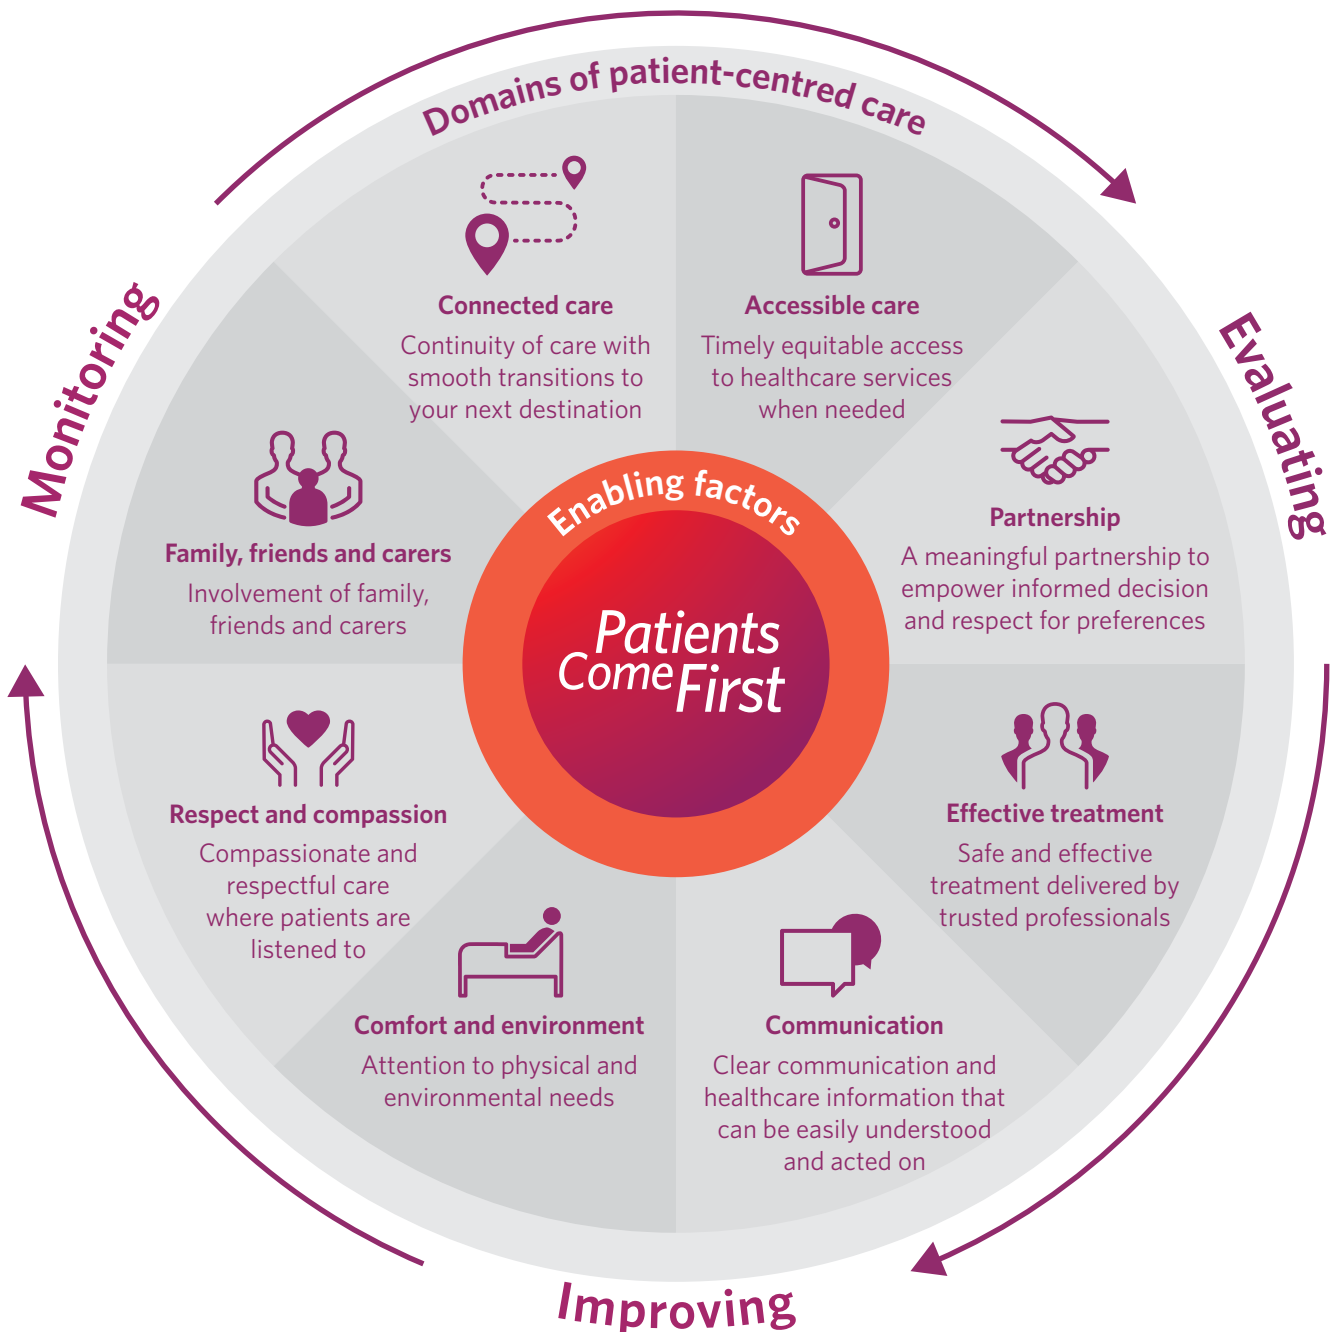 Domains of patient-centred care
Connected care
Continuity of care with
smooth transitions to
your next destination
Accessible care
Timely equitable access
to healthcare services
when needed
Partnership
A meaningful partnership to
empower informed decision
and respect for preferences
Effective treatment
Safe and effective
treatment delivered by
trusted professionals
Communication
Clear communication and
healthcare information that
can be easily understood
and acted on
Comfort and environment
Attention to physical and
environmental needs
Respect and compassion
Compassionate and
respectful care
where patients are
listened to
Family, friends and carers
Involvement of family,
friends and carers
Enabling factors
Patients
Come First
Monitoring
Evaluating
Improving